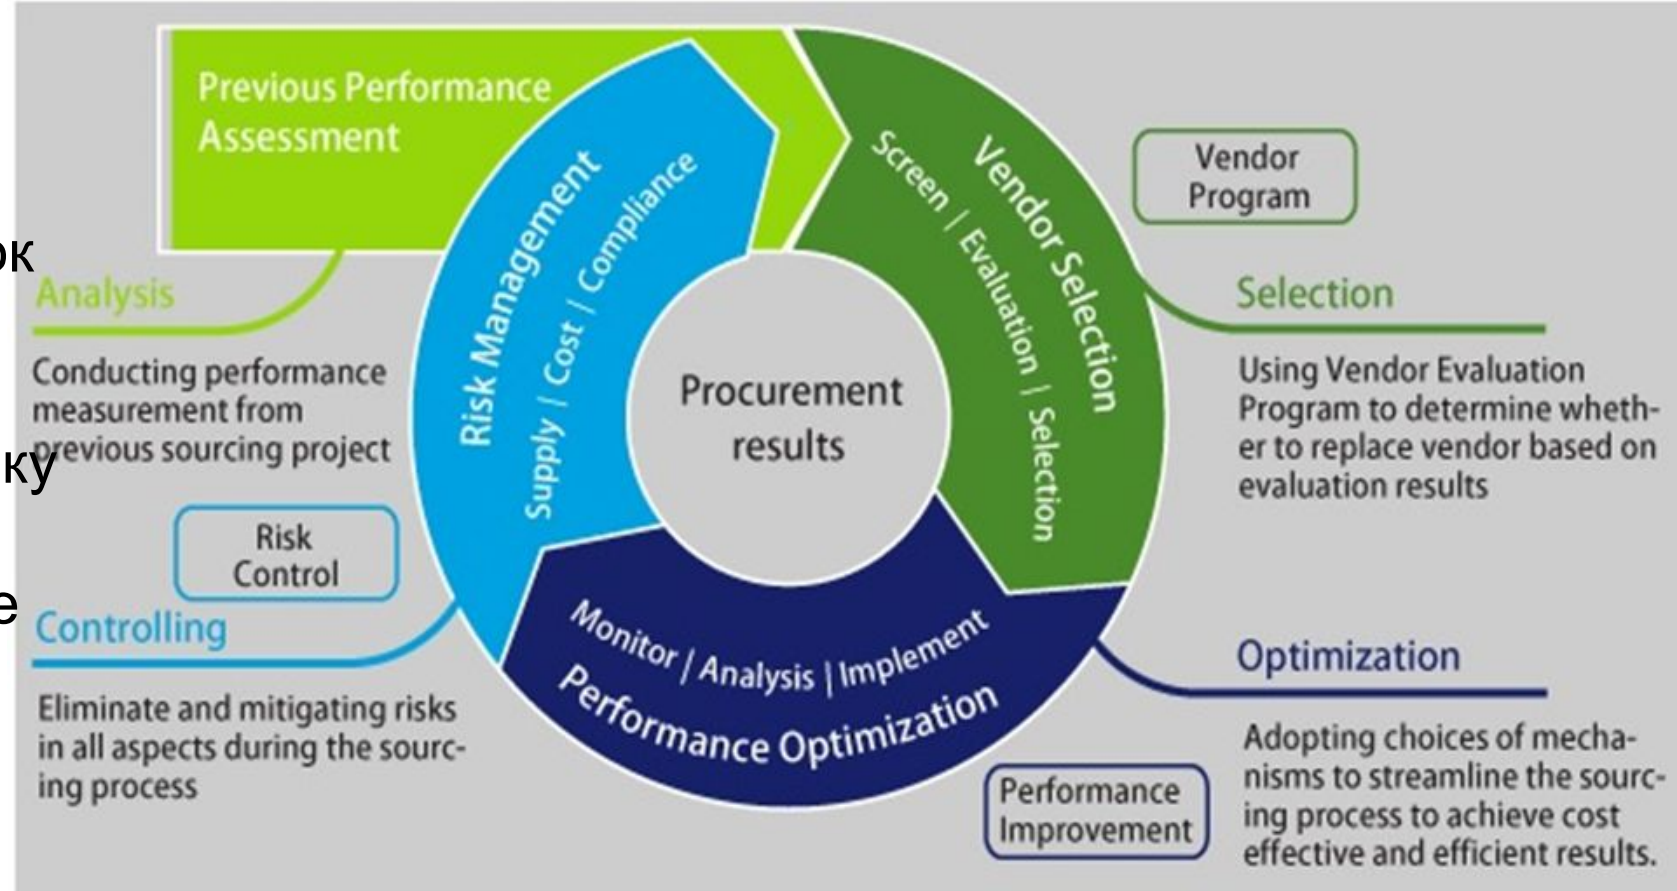 Previous Performance
Assessment
ок
Analysis
Conducting performance
measurement from
previous sourcing project
ку
Risk
Control
е
Controlling
Eliminate and mitigating risks
in all aspects during the sourc-
ing process
Risk Management
Supply | Cost | Compliance
Procurement
results
Vendor Selection
Screen | Evaluation | Selection
Monitor | Analysis | Implement
Performance Optimization
Vendor
Program
Selection
Using Vendor Evaluation
Program to determine wheth-
er to replace vendor based on
evaluation results
Optimization
Adopting choices of mecha-
nisms to streamline the sourc-
ing process to achieve cost
effective and efficient results.
Performance
Improvement